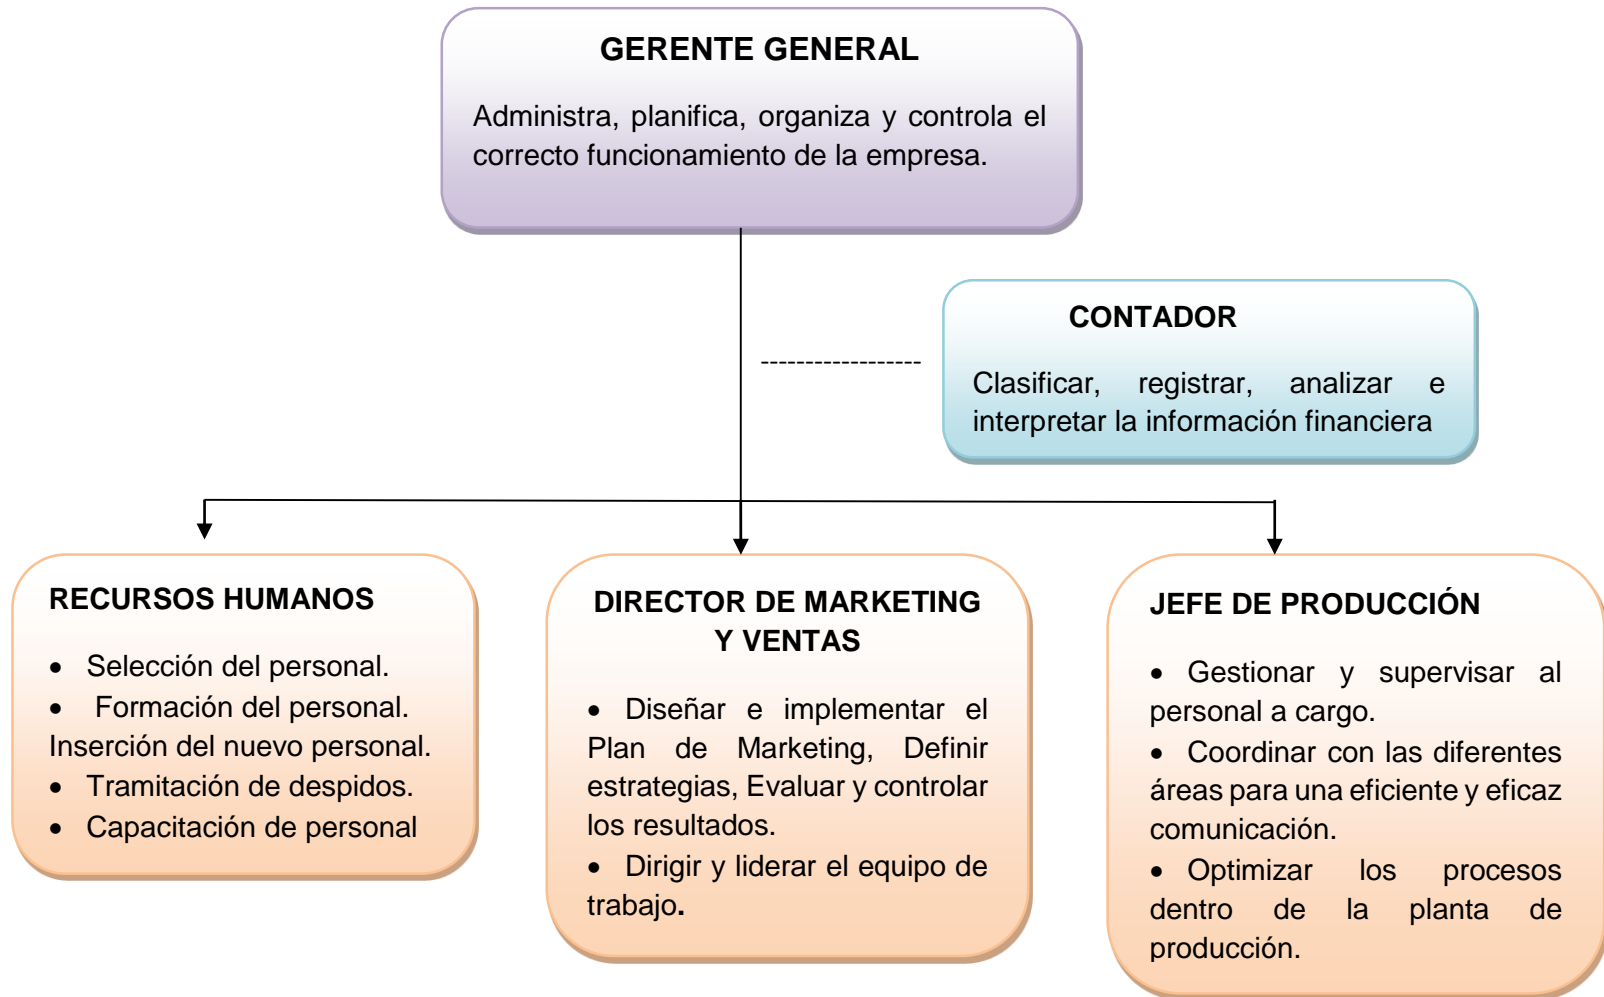 GERENTE GENERAL
Administra, planifica, organiza y controla el
correcto funcionamiento de la empresa.
CONTADOR
Clasificar, registrar, analizar e
interpretar la información financiera
RECURSOS HUMANOS
• Selección del personal.
• Formación del personal.
Inserción del nuevo personal.
• Tramitación de despidos.
• Capacitación de personal
DIRECTOR DE MARKETING
Y VENTAS
• Diseñar e implementar el
Plan de Marketing, Definir
estrategias, Evaluar y controlar
los resultados.
• Dirigir y liderar el equipo de
trabajo.
JEFE DE PRODUCCIÓN
• Gestionar y supervisar al
personal a cargo.
• Coordinar con las diferentes
áreas para una eficiente y eficaz
comunicación.
• Optimizar los procesos
dentro de la planta de
producción.